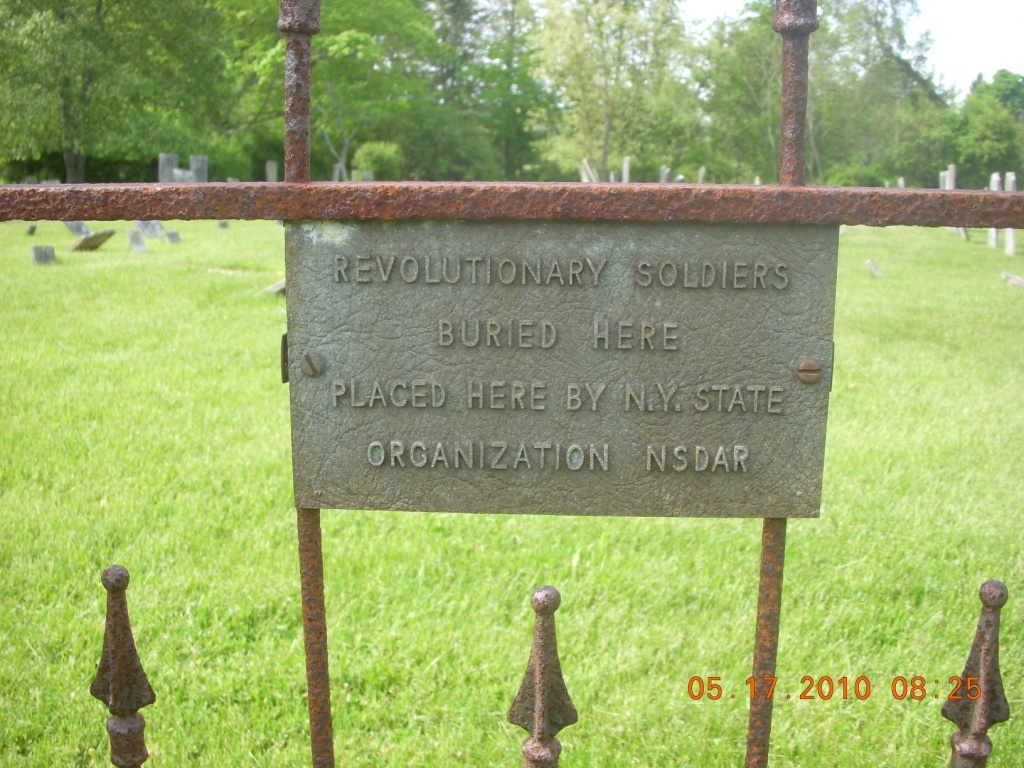 REVOLUTIONARY SOLDIERS
BURIED HERE
PLACED HERE BY N.Y. STATE
ORGANIZATION NSDAR
05.17.2010 08:25